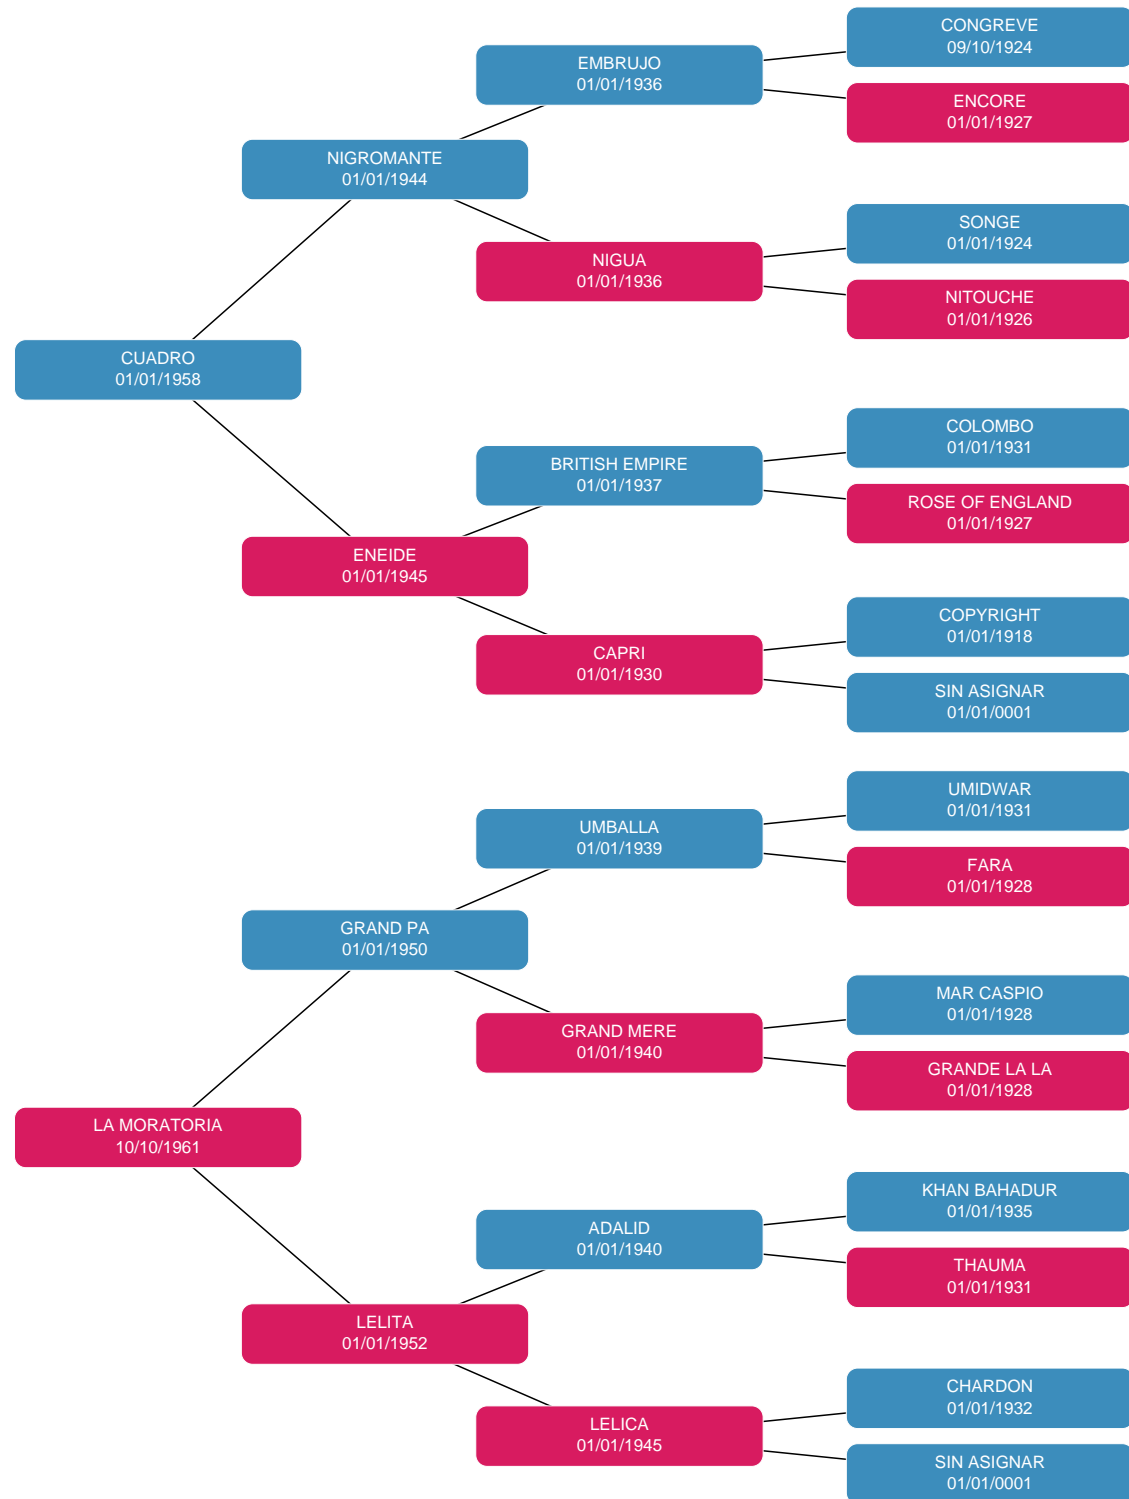 CONGREVE
09/10/1924
EMBRUJO
01/01/1936
ENCORE
01/01/1927
NIGROMANTE
01/01/1944
SONGE
01/01/1924
NIGUA
01/01/1936
NITOUCHE
01/01/1926
CUADRO
01/01/1958
COLOMBO
01/01/1931
BRITISH EMPIRE
01/01/1937
ROSE OF ENGLAND
01/01/1927
ENEIDE
01/01/1945
COPYRIGHT
01/01/1918
CAPRI
01/01/1930
SIN ASIGNAR
01/01/0001
UMIDWAR
01/01/1931
UMBALLA
01/01/1939
FARA
01/01/1928
GRAND PA
01/01/1950
MAR CASPIO
01/01/1928
GRAND MERE
01/01/1940
GRANDE LA LA
01/01/1928
LA MORATORIA
10/10/1961
KHAN BAHADUR
01/01/1935
ADALID
01/01/1940
THAUMA
01/01/1931
LELITA
01/01/1952
CHARDON
01/01/1932
LELICA
01/01/1945
SIN ASIGNAR
01/01/0001